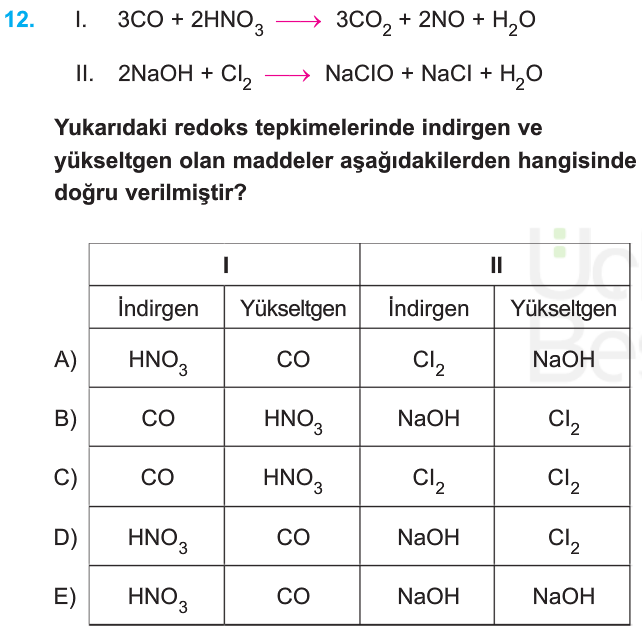 12. I. 3CO + 2HNO₃ ⟶ 3CO₂ + 2NO + H₂O
II. 2NaOH + Cl₂ ⟶ NaClO + NaCl + H₂O
Yukarıdaki redoks tepkimelerinde indirgen ve
yükseltgen olan maddeler aşağıdakilerden hangisinde
doğru verilmiştir?
I II
İndirgen Yükseltgen İndirgen Yükseltgen
A) HNO₃ CO Cl₂ NaOH
B) CO HNO₃ NaOH Cl₂
C) CO HNO₃ Cl₂ Cl₂
D) HNO₃ CO NaOH Cl₂
E) HNO₃ CO NaOH NaOH